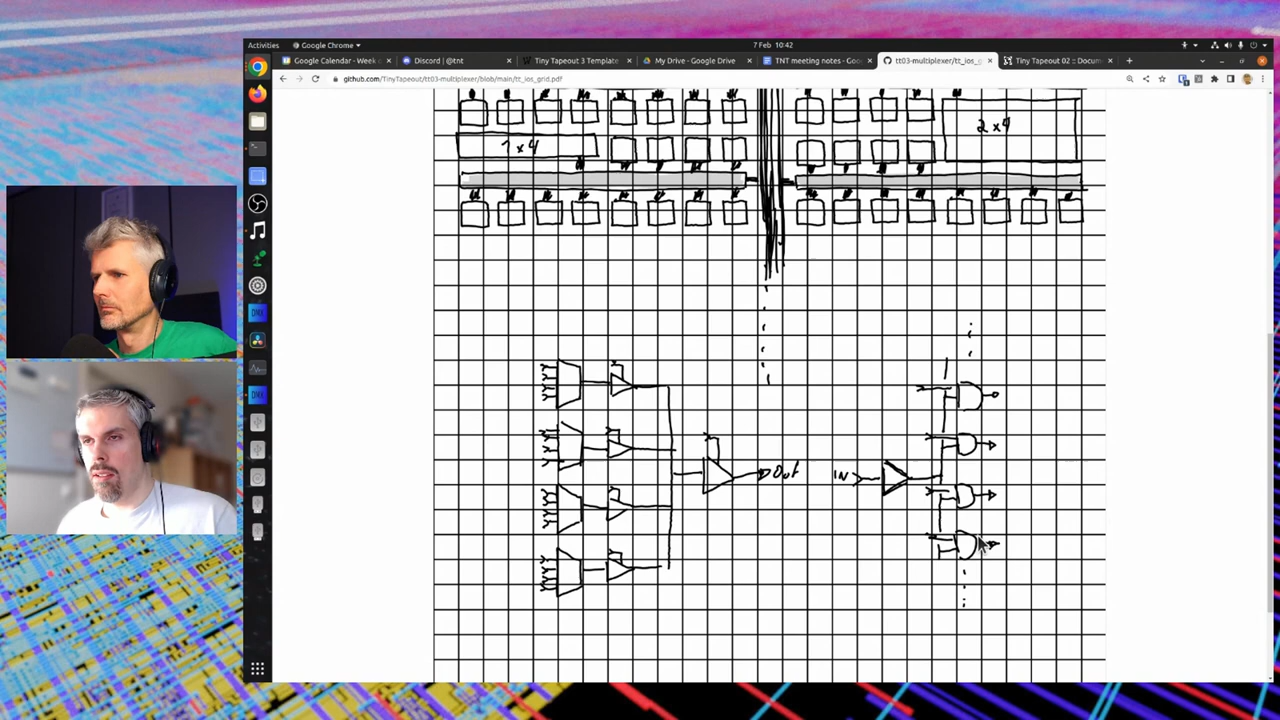 Activities
Google Chrome
7 Feb 10:42
Google Calendar - Week o
Discord | @tnt
Tiny Tapeout 3 Template
My Drive - Google Drive
TNT meeting notes - Goo
tt03-multiplexer/tt_ios_g
Tiny Tapeout 02 :: Docum
github.com/TinyTapeout/tt03-multiplexer/blob/main/tt_ios_grid.pdf
2x4
1x4
Out
IN